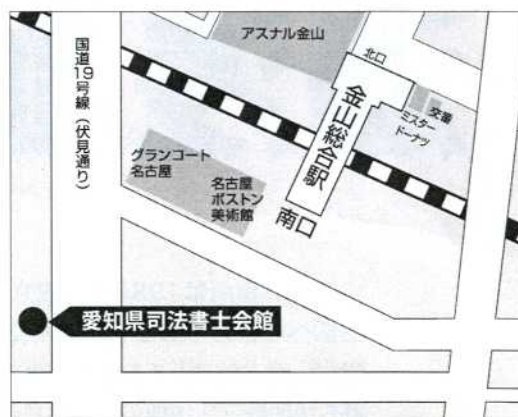 アスナル金山
国道19号線(伏見通り)
北口
金山総合駅
交番
ミスター
ドーナツ
グランコート
名古屋
名古屋
ボストン
美術館
南口
愛知県司法書士会館